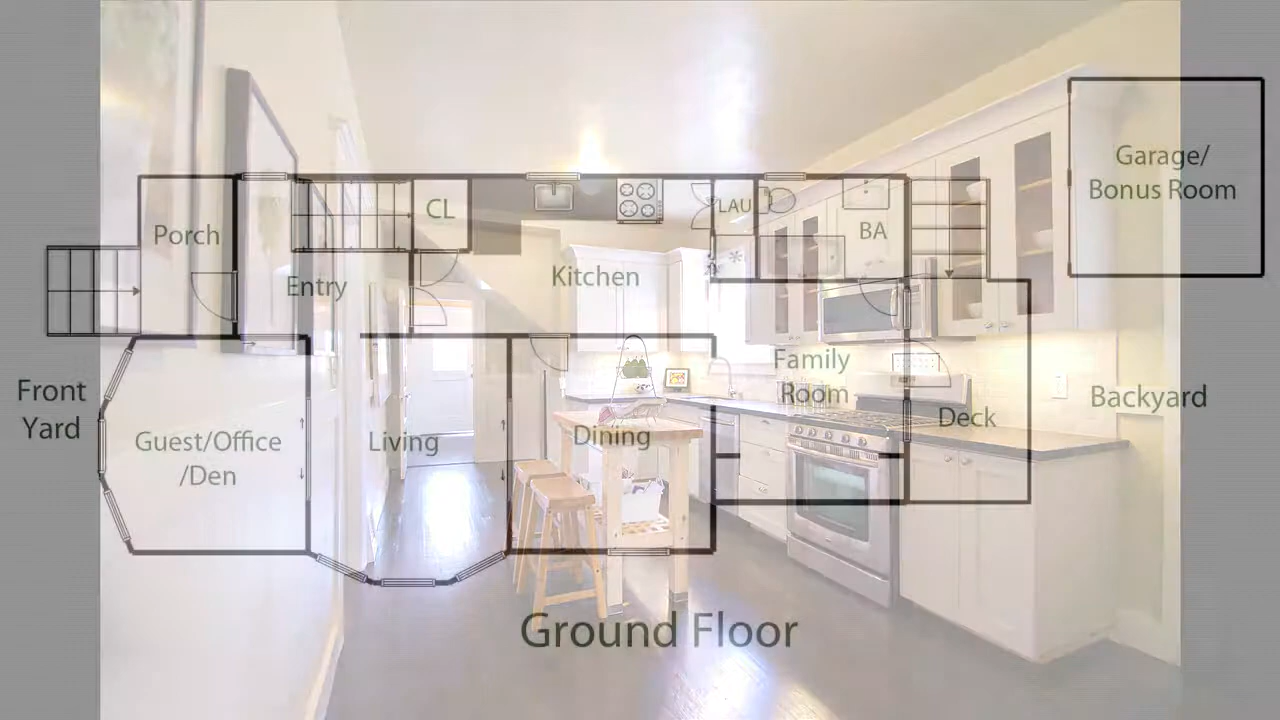 Garage/
Bonus Room
CL
LAU
Porch
BA
Kitchen
Entry
Family
Room
Front
Yard
Backyard
Deck
Guest/Office
/Den
Living
Dining
Ground Floor